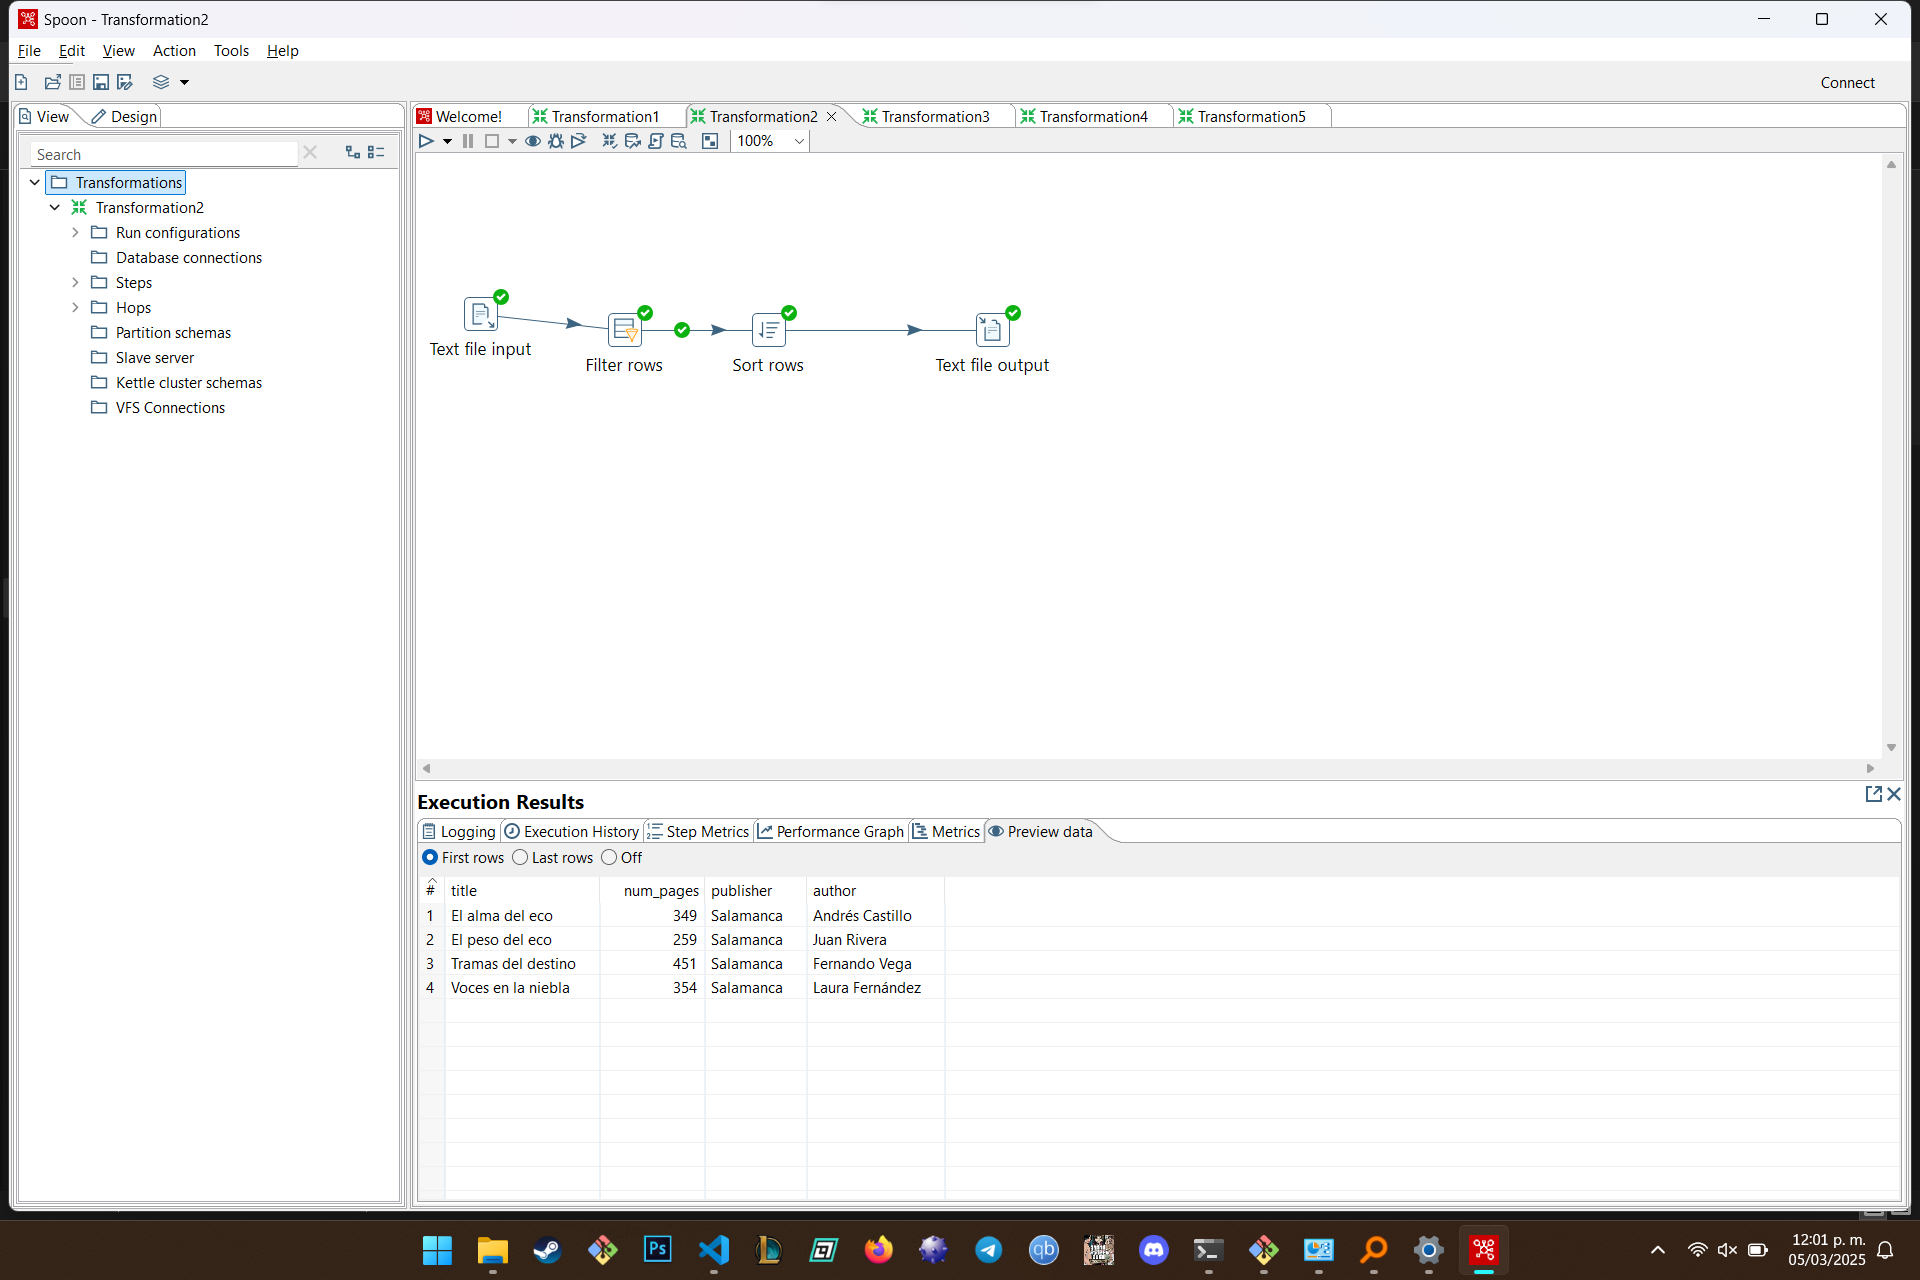 Spoon - Transformation2
File Edit View Action Tools Help
Connect
View Design
Welcome! Transformation1 Transformation2 Transformation3 Transformation4 Transformation5
100%
Search
Transformations
Transformation2
Run configurations
Database connections
Steps
Hops
Partition schemas
Slave server
Kettle cluster schemas
VFS Connections
Text file input
Filter rows
Sort rows
Text file output
Execution Results
Logging Execution History Step Metrics Performance Graph Metrics Preview data
First rows Last rows Off
# title num_pages publisher author
1 El alma del eco 349 Salamanca Andrés Castillo
2 El peso del eco 259 Salamanca Juan Rivera
3 Tramas del destino 451 Salamanca Fernando Vega
4 Voces en la niebla 354 Salamanca Laura Fernández
Ps
qb
12:01 p. m.
05/03/2025